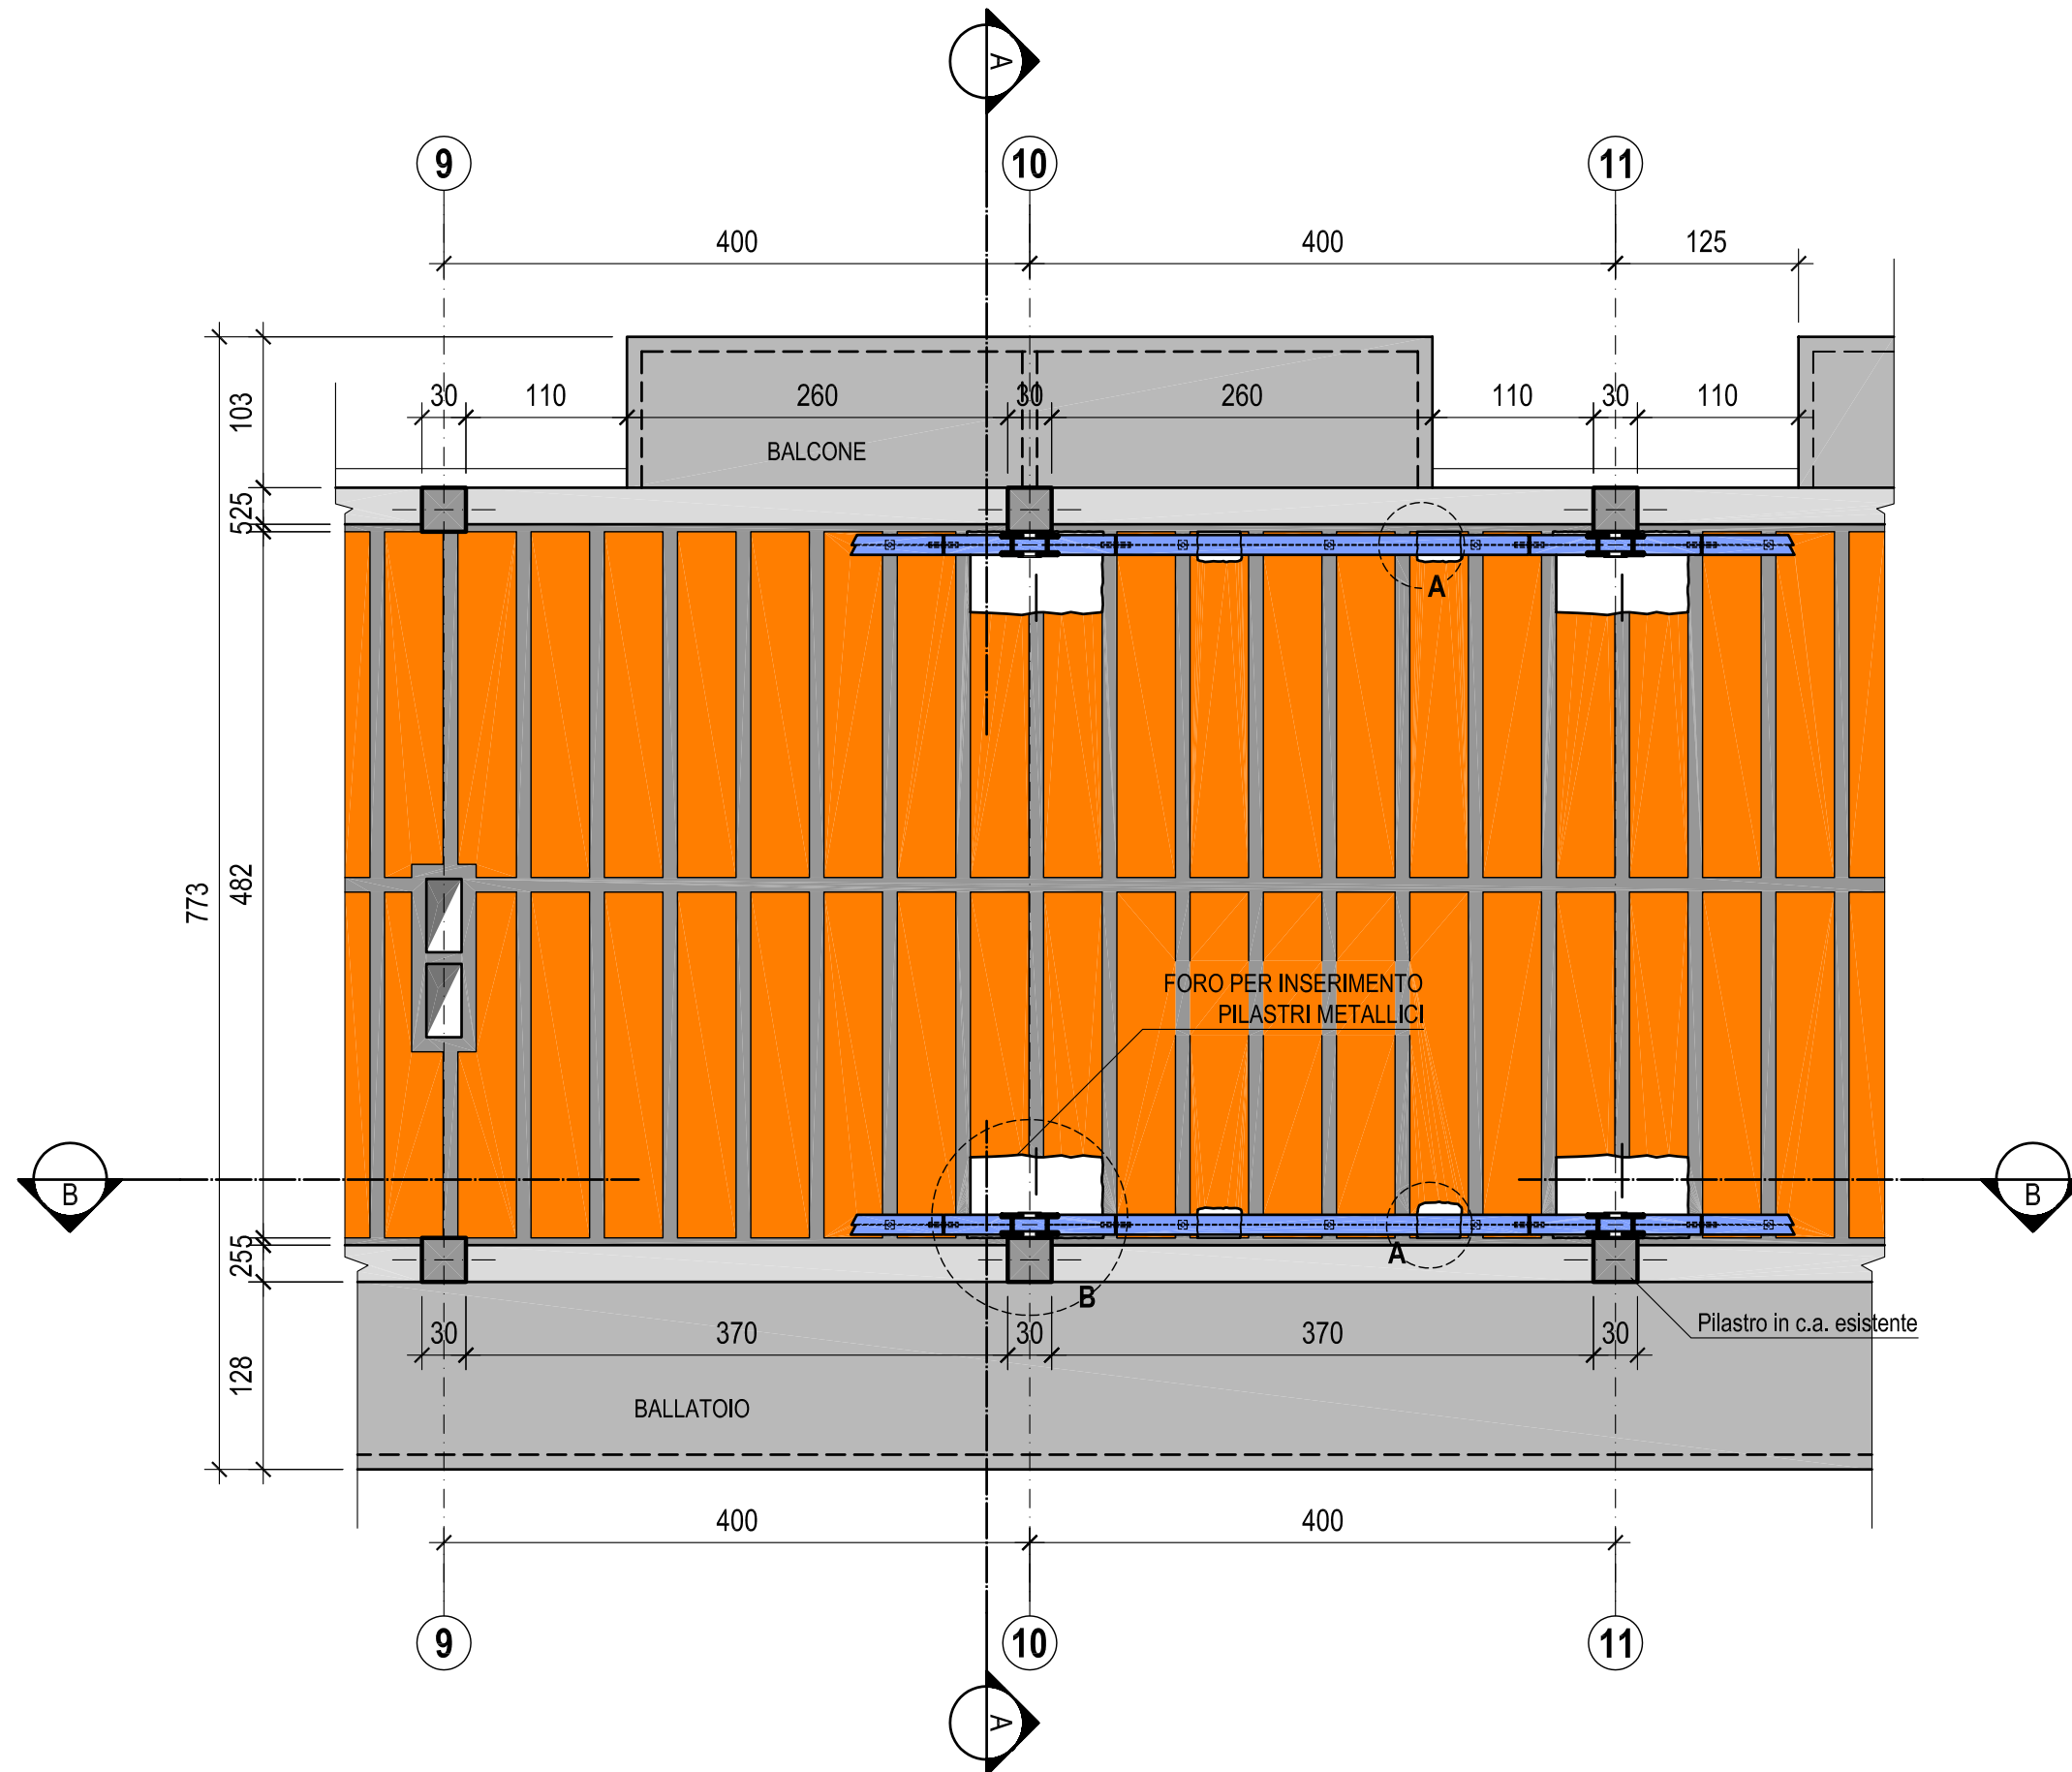 A
9 10 11
400 400 125
30 110 260 30 260 110 30 110
BALCONE
103
525
482
773
255
128
A
FORO PER INSERIMENTO
PILASTRI METALLICI
B B
A
B
Pilastro in c.a. esistente
30 370 30 370 30
BALLATOIO
400 400
9 10 11
A